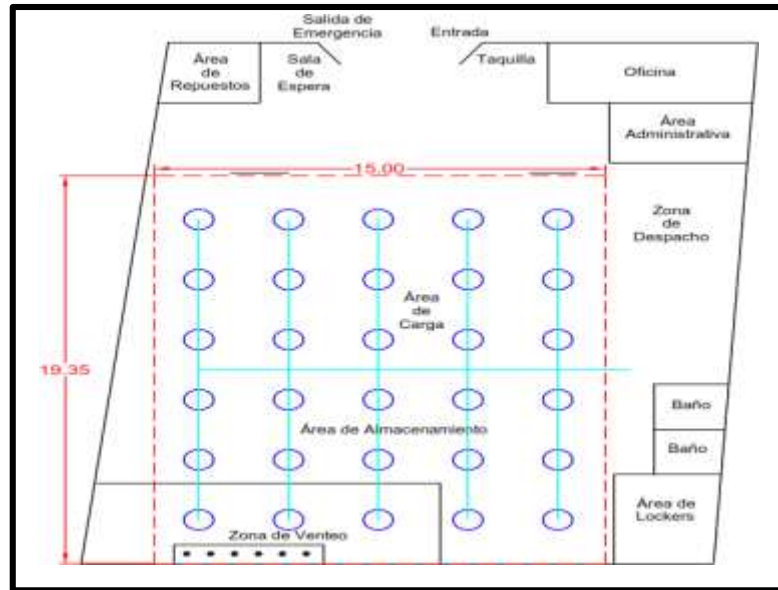 Salida de
Emergencia
Entrada
Área
de
Repuestos
Sala
de
Espera
Taquilla
Oficina
Área
Administrativa
15.00
Zona
de
Despacho
Área
de
Carga
19.35
Baño
Área de Almacenamiento
Baño
Área de
Lockers
Zona de Venteo